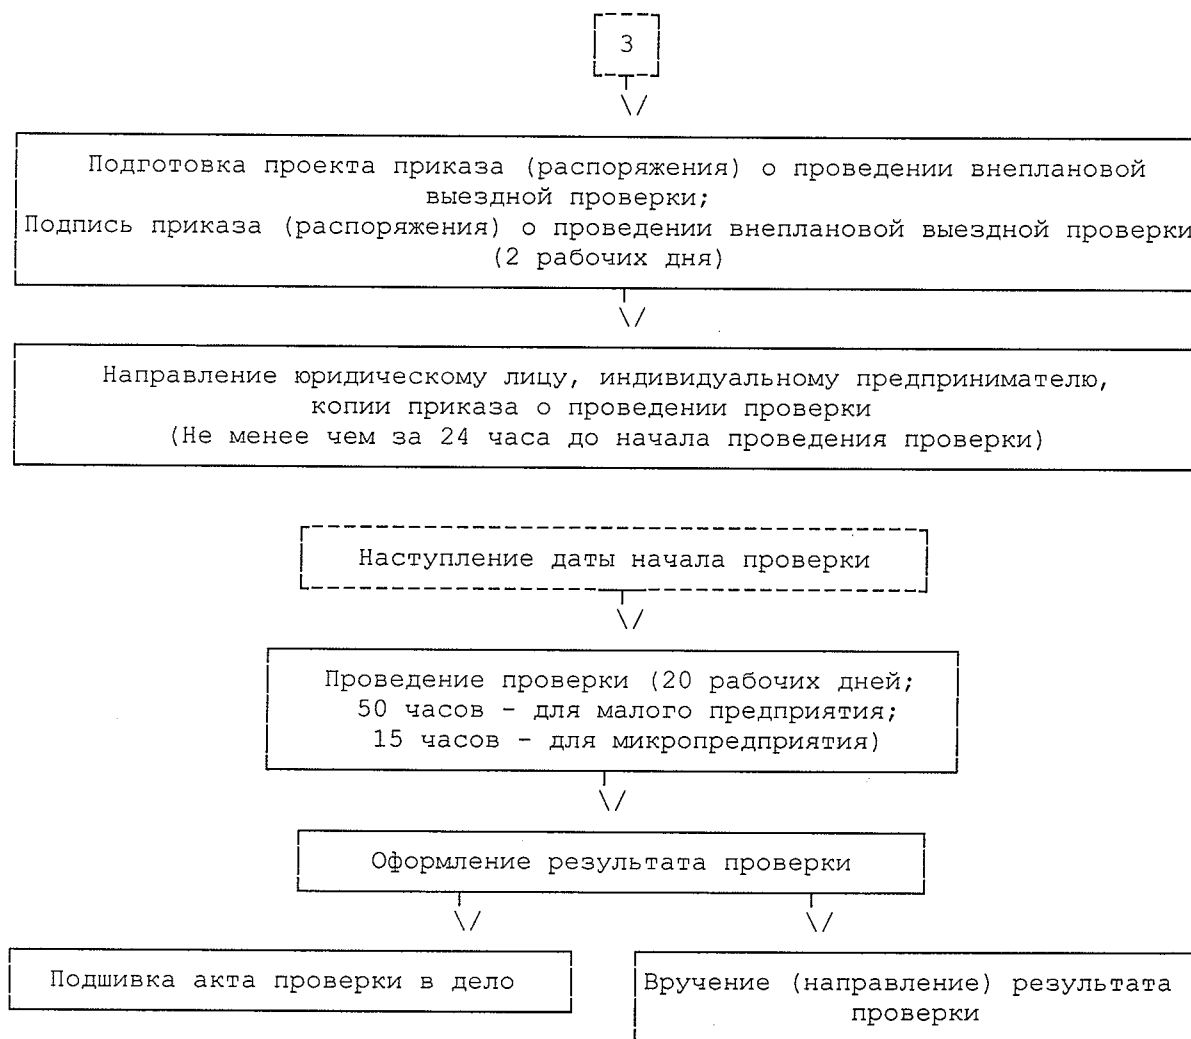 3
Подготовка проекта приказа (распоряжения) о проведении внеплановой
выездной проверки;
Подпись приказа (распоряжения) о проведении внеплановой выездной проверки
(2 рабочих дня)
Направление юридическому лицу, индивидуальному предпринимателю,
копии приказа о проведении проверки
(Не менее чем за 24 часа до начала проведения проверки)
Наступление даты начала проверки
Проведение проверки (20 рабочих дней;
50 часов - для малого предприятия;
15 часов - для микропредприятия)
Оформление результата проверки
Подшивка акта проверки в дело
Вручение (направление) результата
проверки